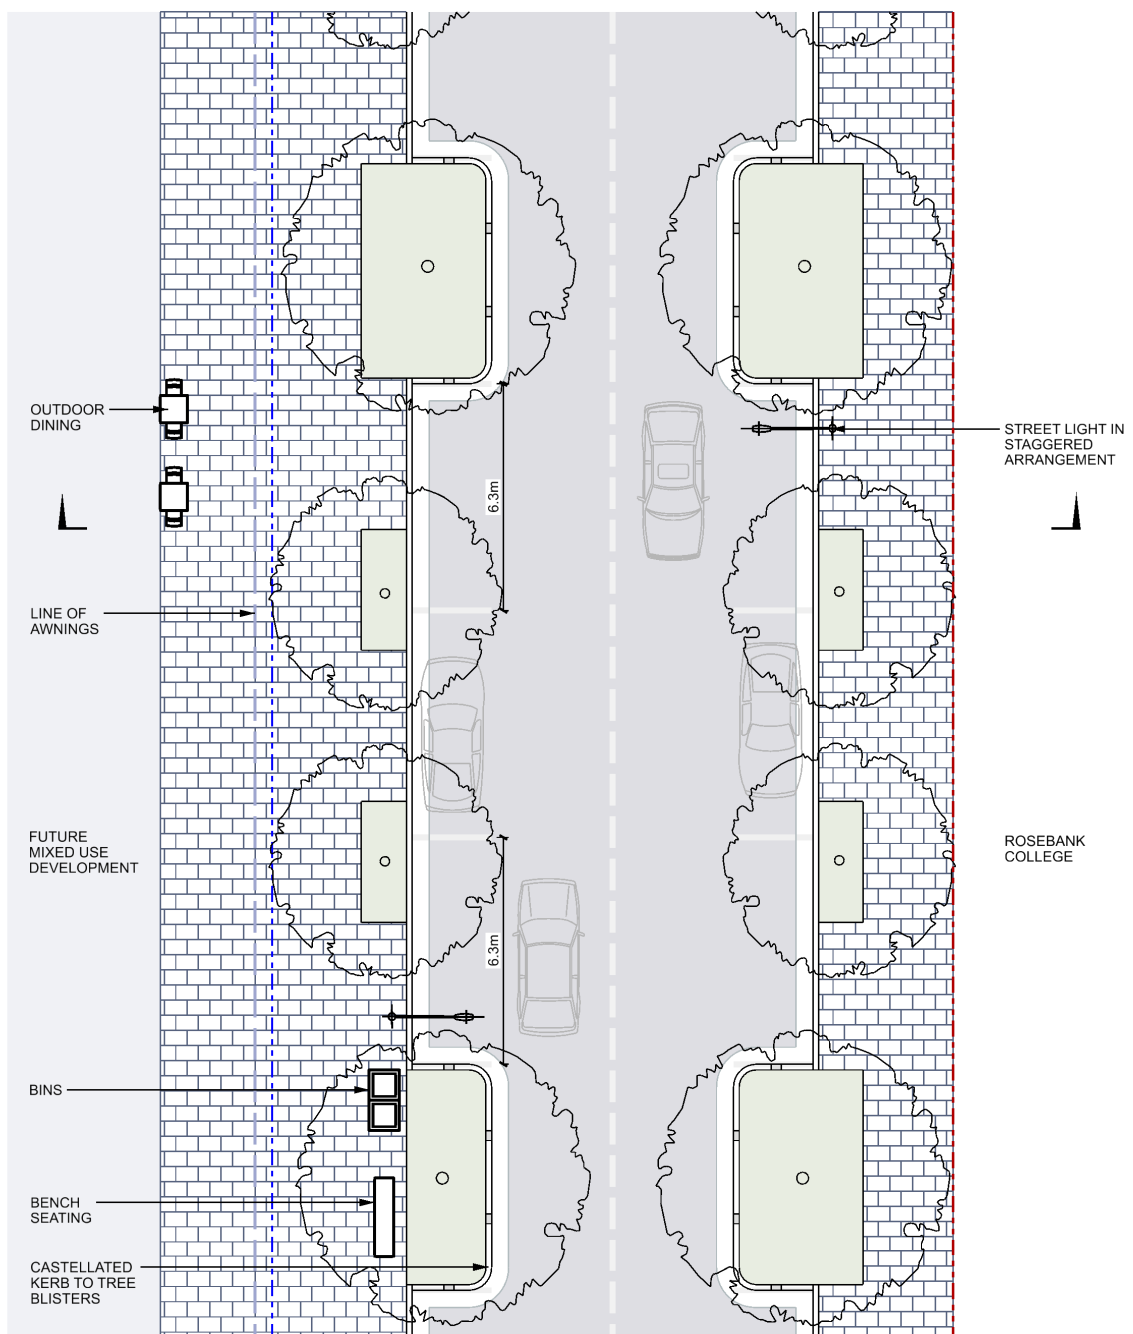 OUTDOOR
DINING
STREET LIGHT IN
STAGGERED
ARRANGEMENT
6.3m
LINE OF
AWNINGS
FUTURE
MIXED USE
DEVELOPMENT
ROSEBANK
COLLEGE
6.3m
BINS
BENCH
SEATING
CASTELLATED
KERB TO TREE
BLISTERS